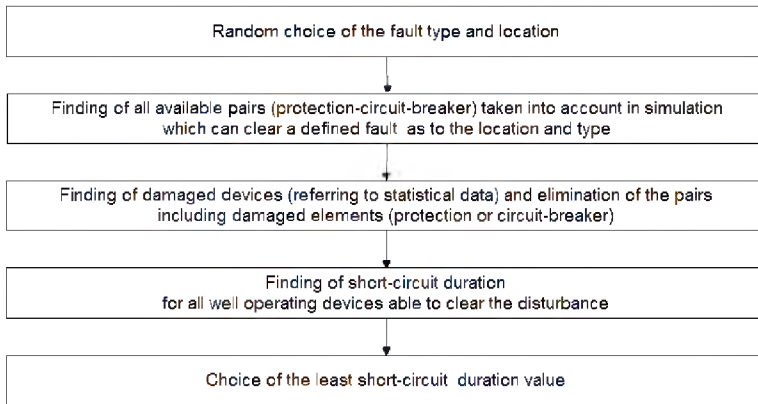 Random choice of the fault type and location
Finding of all available pairs (protection-circuit-breaker) taken into account in simulation
which can clear a defined fault as to the location and type
Finding of damaged devices (referring to statistical data) and elimination of the pairs
including damaged elements (protection or circuit-breaker)
Finding of short-circuit duration
for all well operating devices able to clear the disturbance
Choice of the least short-circuit duration value